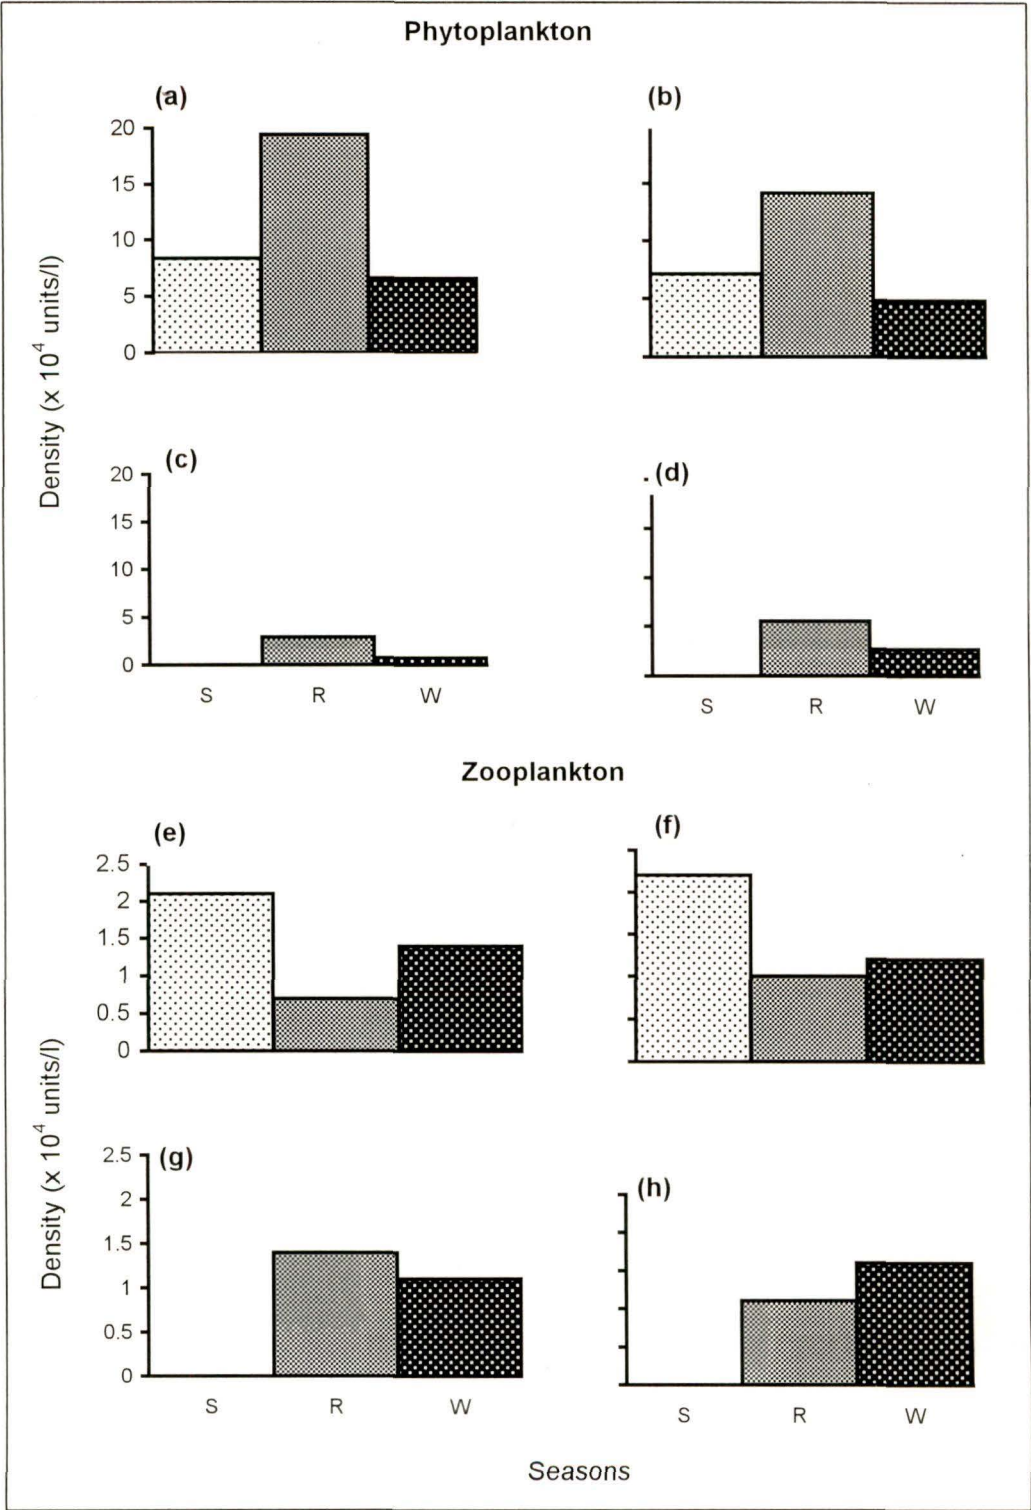 Phytoplankton
(a)
(b)
20
15
10
5
0
Density (x 10⁴ units/l)
(c)
(d)
20
15
10
5
0
S R W
S R W
Zooplankton
(e)
(f)
2.5
2
1.5
1
0.5
0
Density (x 10⁴ units/l)
(g)
(h)
2.5
2
1.5
1
0.5
0
S R W
S R W
Seasons